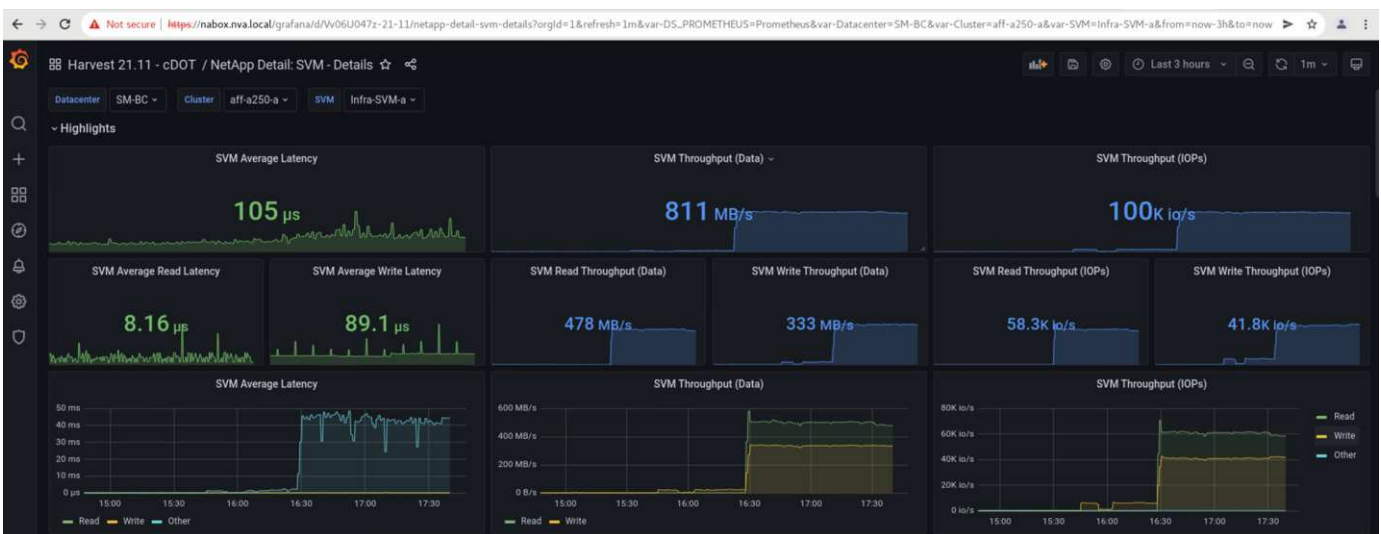 Not secure | https://nabox.nva.local/grafana/d/Vv06U047z-21-11/netapp-detail-svm-details?orgId=1&refresh=1m&var-DS_PROMETHEUS=Prometheus&var-Datacenter=SM-BC&var-Cluster=aff-a250-a&var-SVM=Infra-SVM-a&from=now-3h&to=now
Harvest 21.11 - cDOT / NetApp Detail: SVM - Details
Last 3 hours
1m
Datacenter SM-BC Cluster aff-a250-a SVM Infra-SVM-a
Highlights
SVM Average Latency
SVM Throughput (Data)
SVM Throughput (IOPs)
105 µs
811 MB/s
100K io/s
SVM Average Read Latency
SVM Average Write Latency
SVM Read Throughput (Data)
SVM Write Throughput (Data)
SVM Read Throughput (IOPs)
SVM Write Throughput (IOPs)
8.16 µs
89.1 µs
478 MB/s
333 MB/s
58.3K io/s
41.8K io/s
SVM Average Latency
50 ms
40 ms
30 ms
20 ms
10 ms
0 µs
15:00 15:30 16:00 16:30 17:00 17:30
Read Write Other
SVM Throughput (Data)
600 MB/s
400 MB/s
200 MB/s
0 B/s
15:00 15:30 16:00 16:30 17:00 17:30
Read Write
SVM Throughput (IOPs)
80K io/s
60K io/s
40K io/s
20K io/s
0 io/s
15:00 15:30 16:00 16:30 17:00 17:30
Read
Write
Other